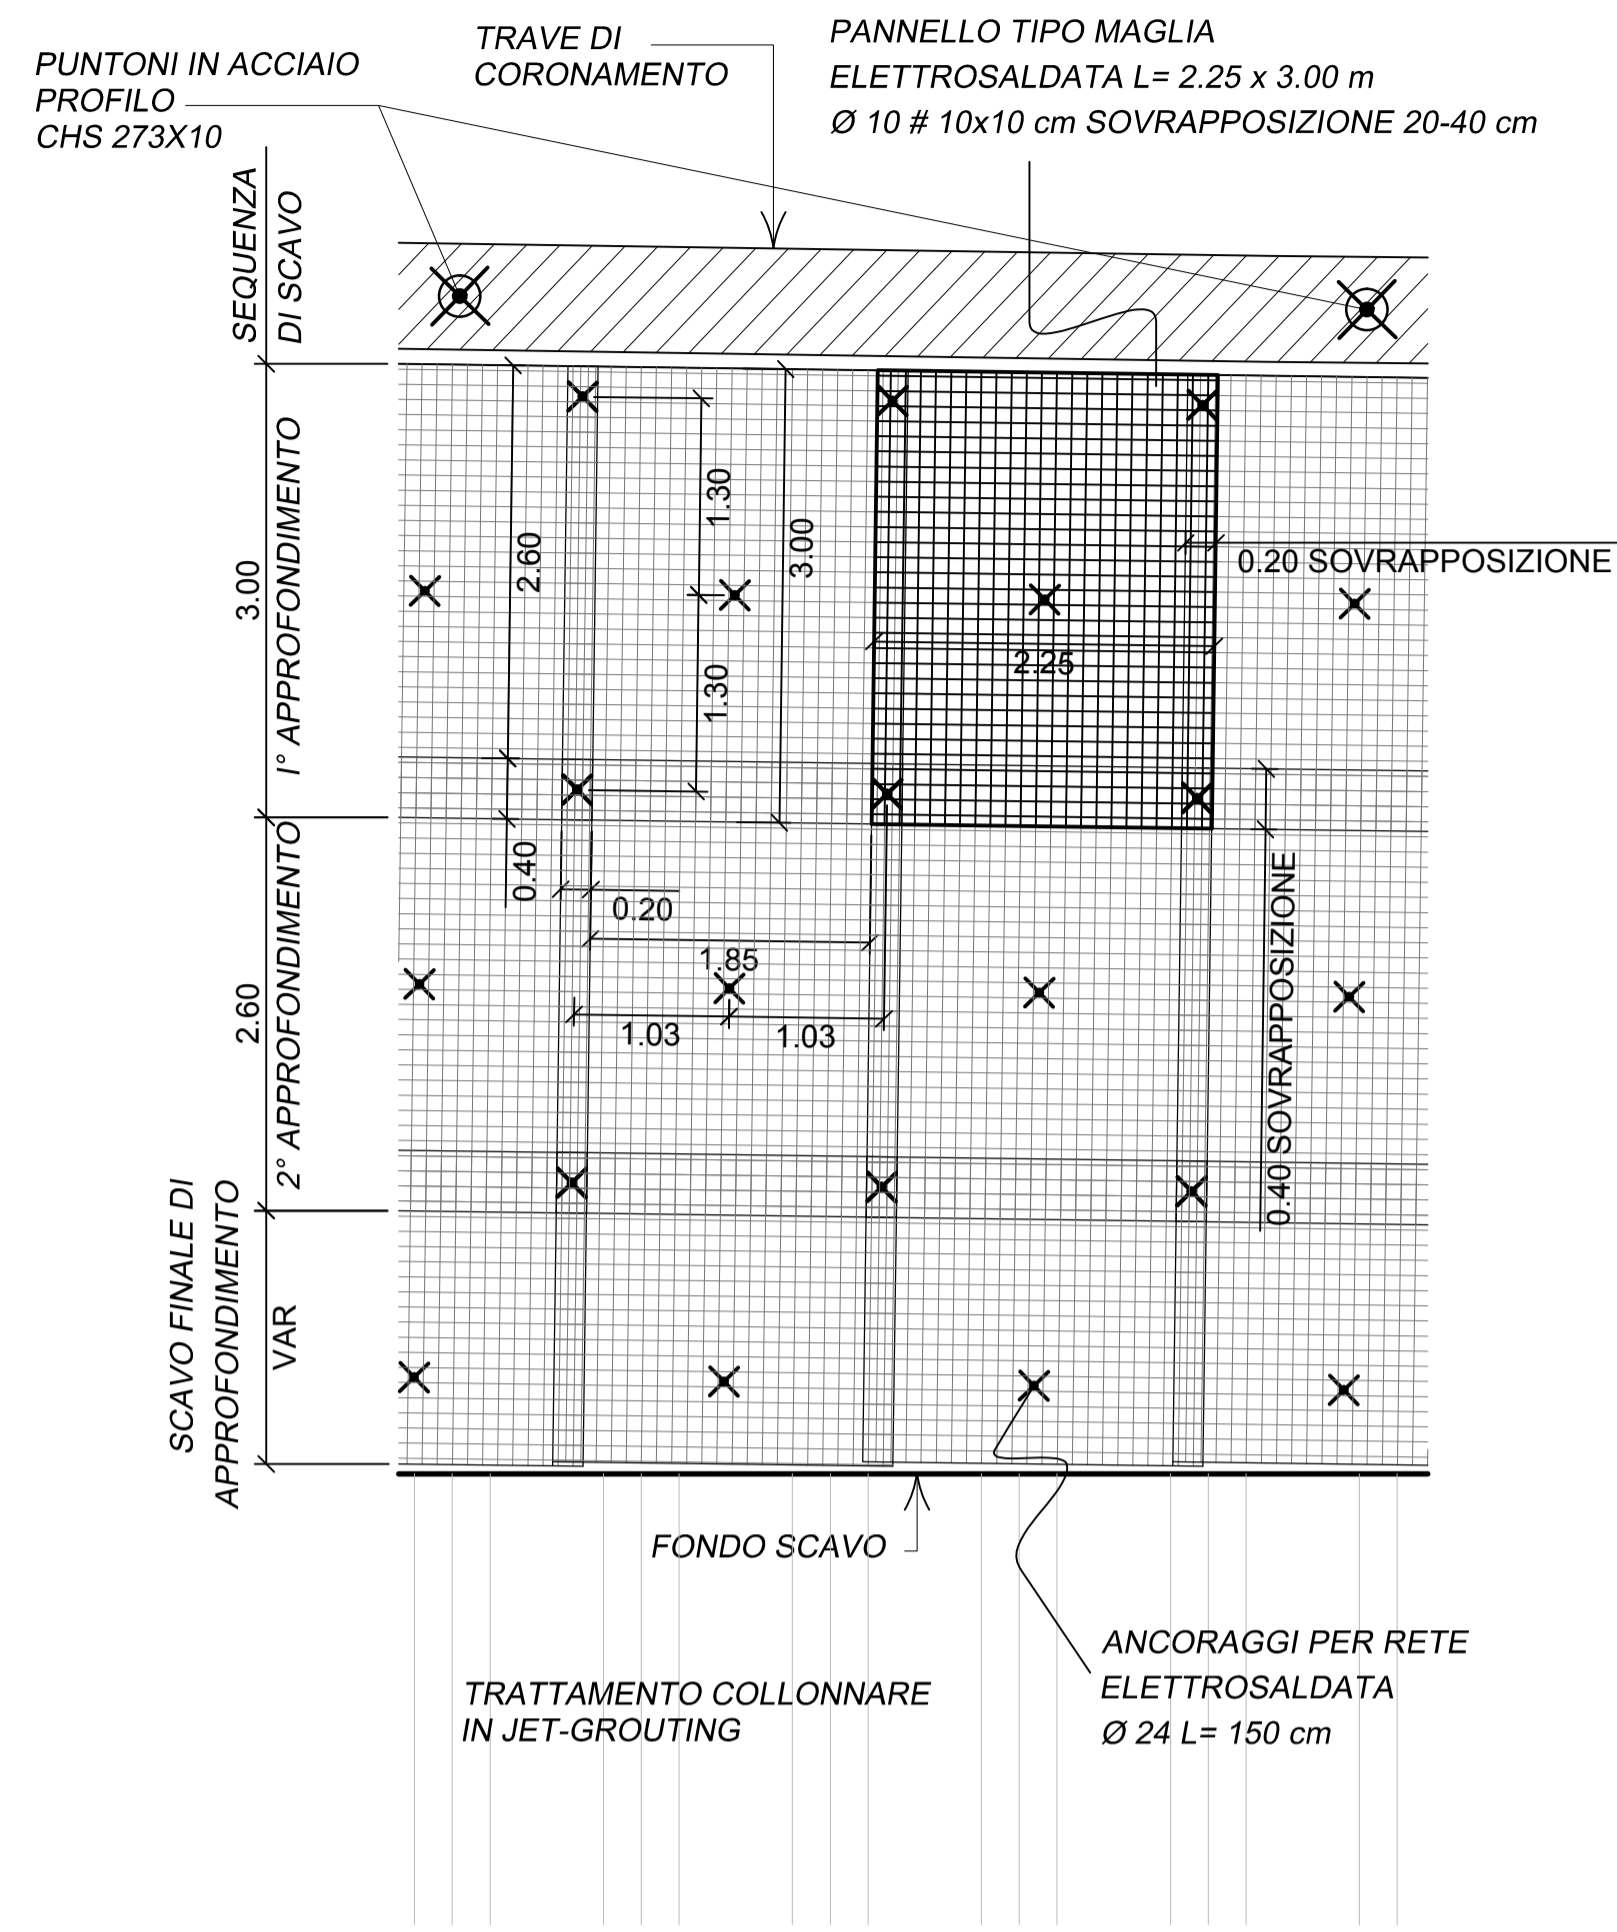 PUNTONI IN ACCIAIO
PROFILO
CHS 273X10
TRAVE DI
CORONAMENTO
PANNELLO TIPO MAGLIA
ELETTROSALDATA L= 2.25 x 3.00 m
Ø 10 # 10x10 cm SOVRAPPOSIZIONE 20-40 cm
SEQUENZA
DI SCAVO
3.00
I° APPROFONDIMENTO
2.60
1.30
3.00
1.30
2.25
0.20 SOVRAPPOSIZIONE
0.40
0.20
1.85
1.03
1.03
0.40 SOVRAPPOSIZIONE
2.60
2° APPROFONDIMENTO
SCAVO FINALE DI
APPROFONDIMENTO
VAR
FONDO SCAVO
ANCORAGGI PER RETE
ELETTROSALDATA
Ø 24 L= 150 cm
TRATTAMENTO COLLONNARE
IN JET-GROUTING